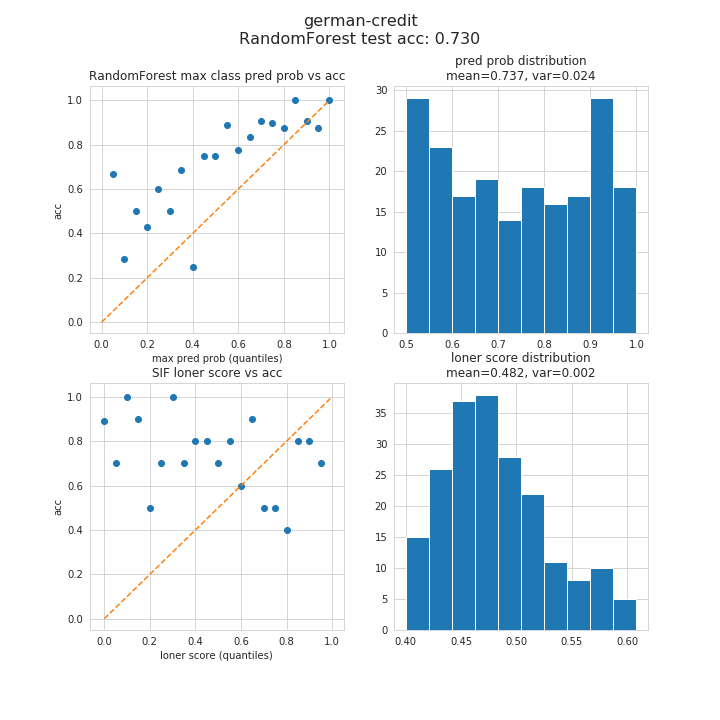 german-credit
RandomForest test acc: 0.730
RandomForest max class pred prob vs acc
1.0
0.8
0.6
0.4
0.2
0.0
acc
0.0 0.2 0.4 0.6 0.8 1.0
max pred prob (quantiles)
pred prob distribution
mean=0.737, var=0.024
30
25
20
15
10
5
0
0.5 0.6 0.7 0.8 0.9 1.0
SIF loner score vs acc
1.0
0.8
0.6
0.4
0.2
0.0
acc
0.0 0.2 0.4 0.6 0.8 1.0
loner score (quantiles)
loner score distribution
mean=0.482, var=0.002
35
30
25
20
15
10
5
0
0.40 0.45 0.50 0.55 0.60